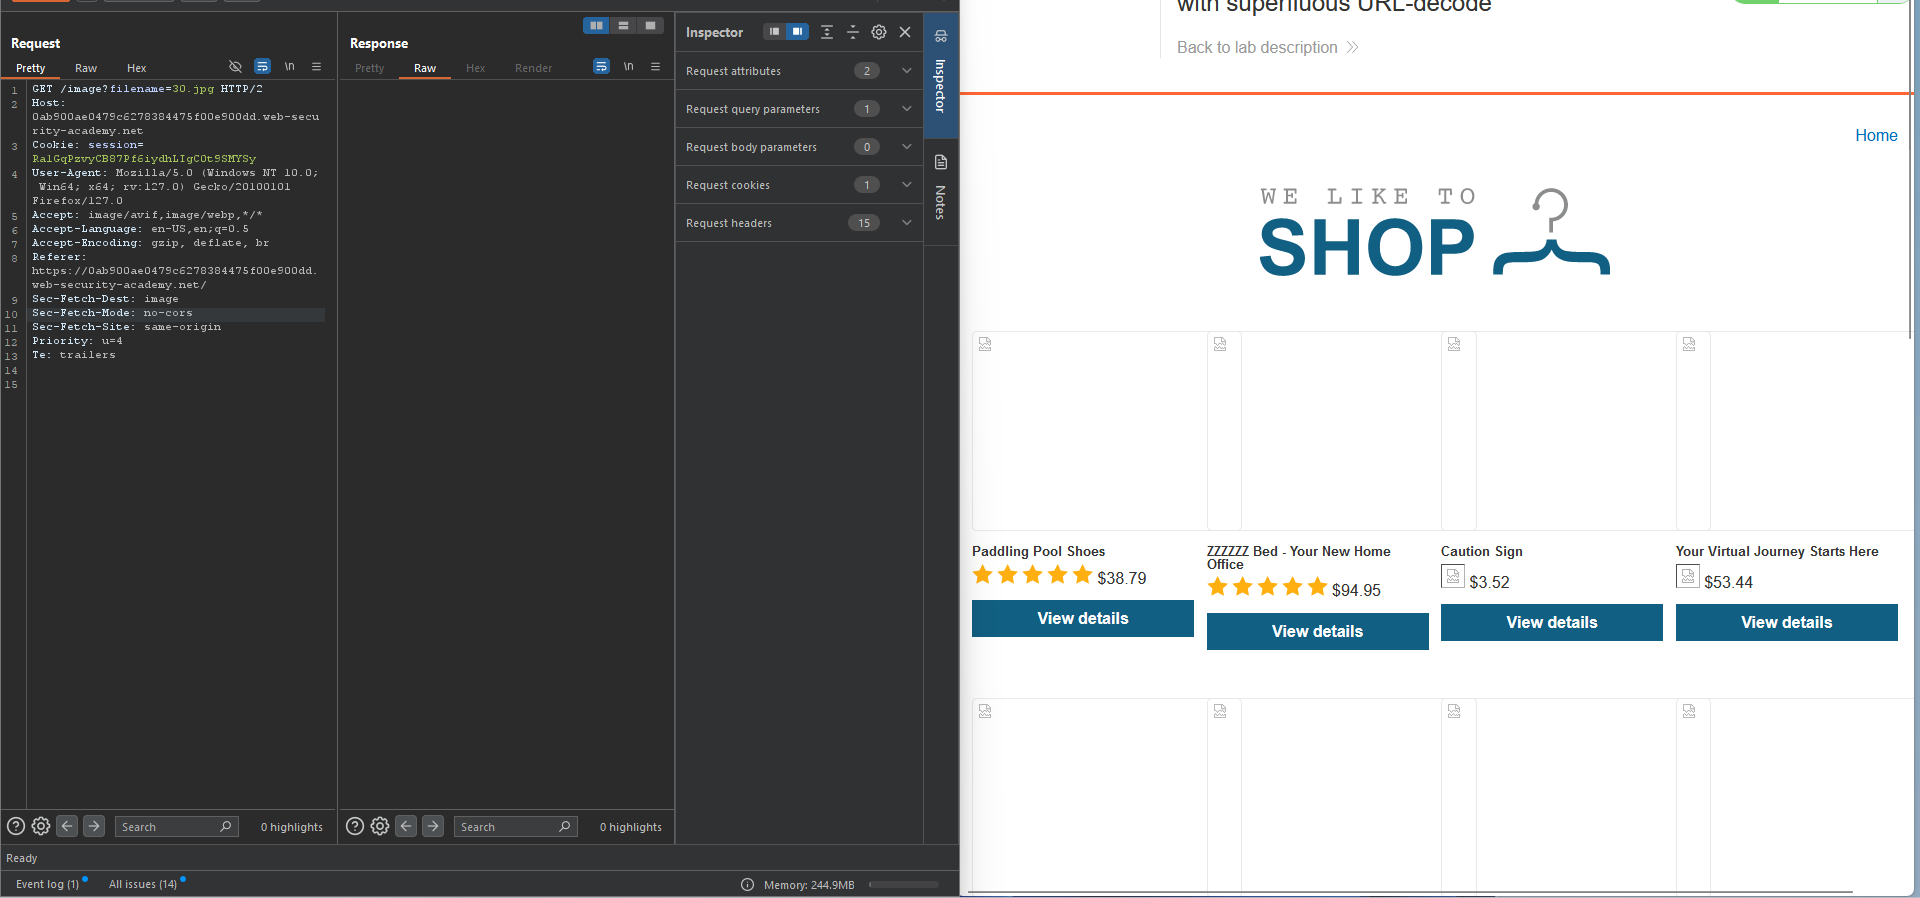 Request
Pretty Raw Hex \n
1 GET /image?filename=30.jpg HTTP/2
2 Host:
0ab900ae0479c6278384475f00e900dd.web-secu
rity-academy.net
3 Cookie: session=
RalGqPzvyCB87Pf6iydhLIgCOt9SMYSy
4 User-Agent: Mozilla/5.0 (Windows NT 10.0;
Win64; x64; rv:127.0) Gecko/20100101
Firefox/127.0
5 Accept: image/avif,image/webp,*/*
6 Accept-Language: en-US,en;q=0.5
7 Accept-Encoding: gzip, deflate, br
8 Referer:
https://0ab900ae0479c6278384475f00e900dd.
web-security-academy.net/
9 Sec-Fetch-Dest: image
10 Sec-Fetch-Mode: no-cors
11 Sec-Fetch-Site: same-origin
12 Priority: u=4
13 Te: trailers
14
15
Search 0 highlights
Response
Pretty Raw Hex Render \n
Search 0 highlights
Inspector
Request attributes 2
Request query parameters 1
Request body parameters 0
Request cookies 1
Request headers 15
Inspector
Notes
Ready
Event log (1) All issues (14) Memory: 244.9MB
with superfluous URL-decode
Back to lab description
Home
WE LIKE TO
SHOP
Paddling Pool Shoes
$38.79
View details
ZZZZZZ Bed - Your New Home
Office
$94.95
View details
Caution Sign
$3.52
View details
Your Virtual Journey Starts Here
$53.44
View details